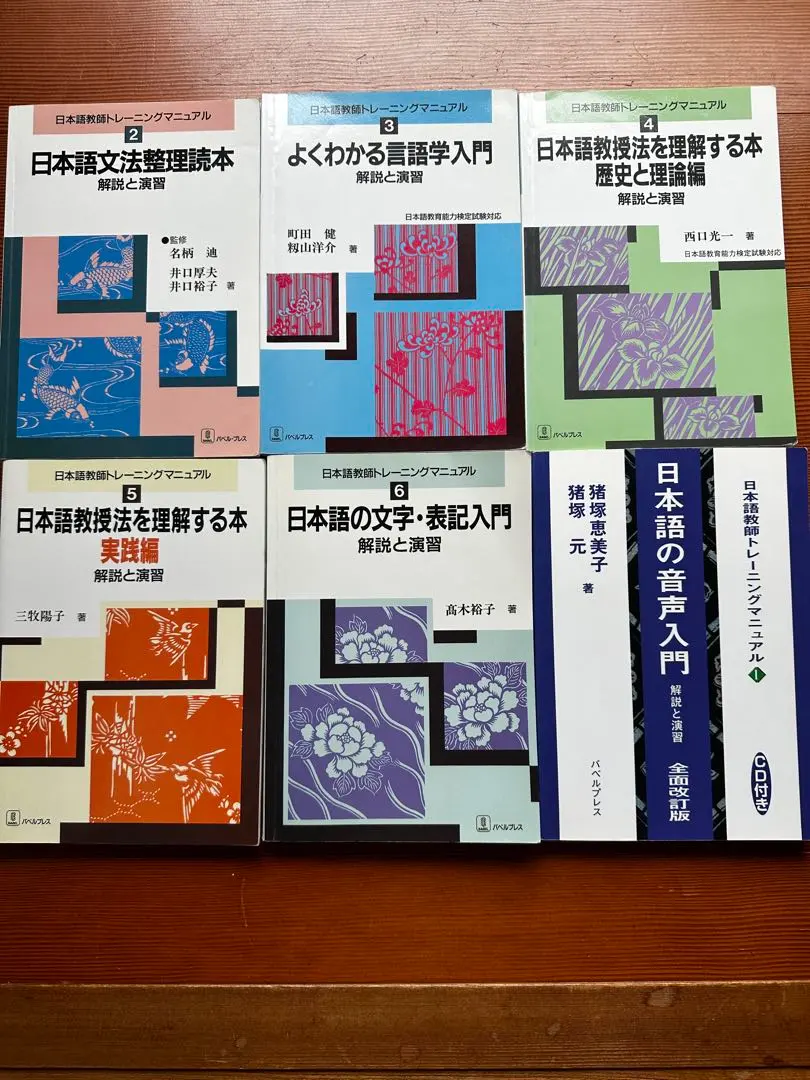 日本語教師トレーニングマニュアル
2
日本語文法整理読本
解説と演習
●監修
名柄 迪
井口厚夫
井口裕子 著
BABEL バベル・プレス
日本語教師トレーニングマニュアル
3
よくわかる言語学入門
解説と演習
日本語教育能力検定試験対応
町田 健
籾山洋介 著
BABEL バベルプレス
日本語教師トレーニングマニュアル
4
日本語教授法を理解する本
歴史と理論編
解説と演習
西口光一 著
日本語教育能力検定試験対応
BABEL バベルプレス
日本語教師トレーニングマニュアル
5
日本語教授法を理解する本
実践編
解説と演習
三牧陽子 著
BABEL バベルプレス
日本語教師トレーニングマニュアル
6
日本語の文字・表記入門
解説と演習
髙木裕子 著
BABEL バベルプレス
日本語教師トレーニングマニュアル1
CD付き
日本語の音声入門
解説と演習 全面改訂版
猪塚恵美子
猪塚 元 著
バベルプレス